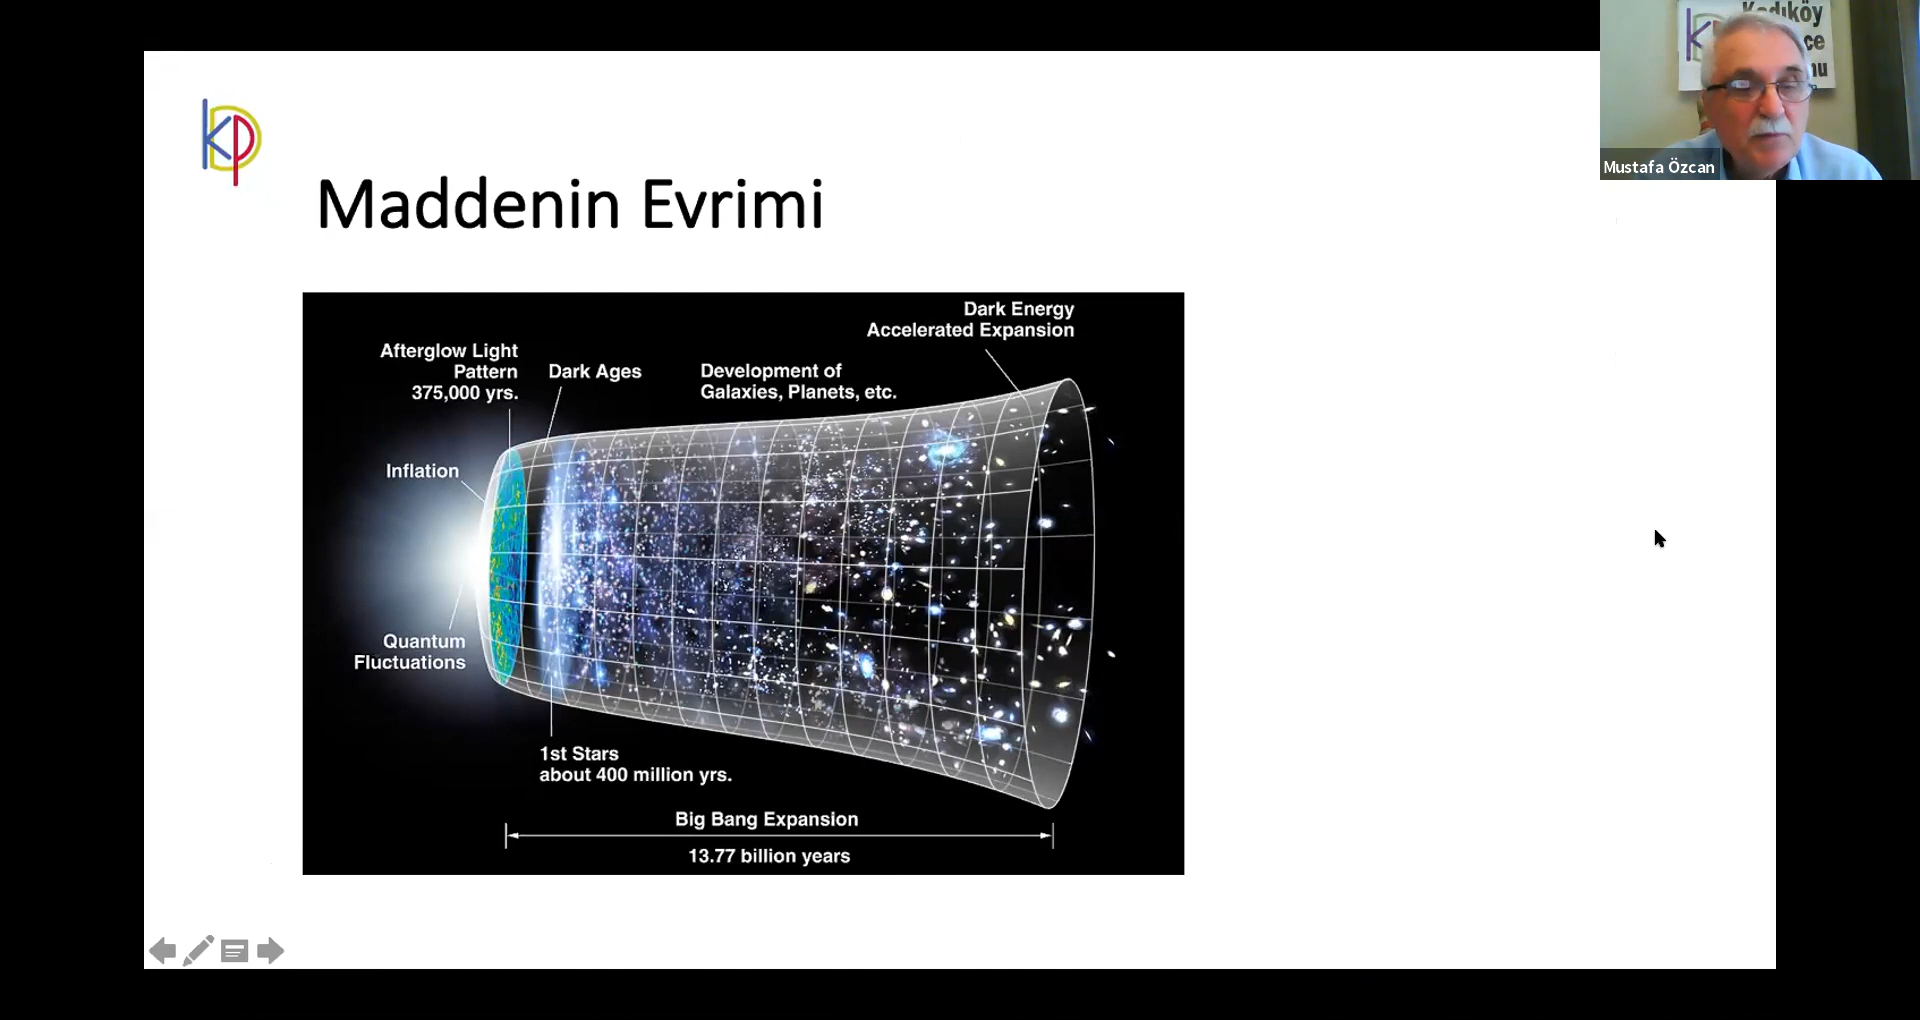 Kadıköy
Mustafa Özcan
Maddenin Evrimi
Dark Energy
Accelerated Expansion
Afterglow Light
Pattern
375,000 yrs.
Dark Ages
Development of
Galaxies, Planets, etc.
Inflation
Quantum
Fluctuations
1st Stars
about 400 million yrs.
Big Bang Expansion
13.77 billion years